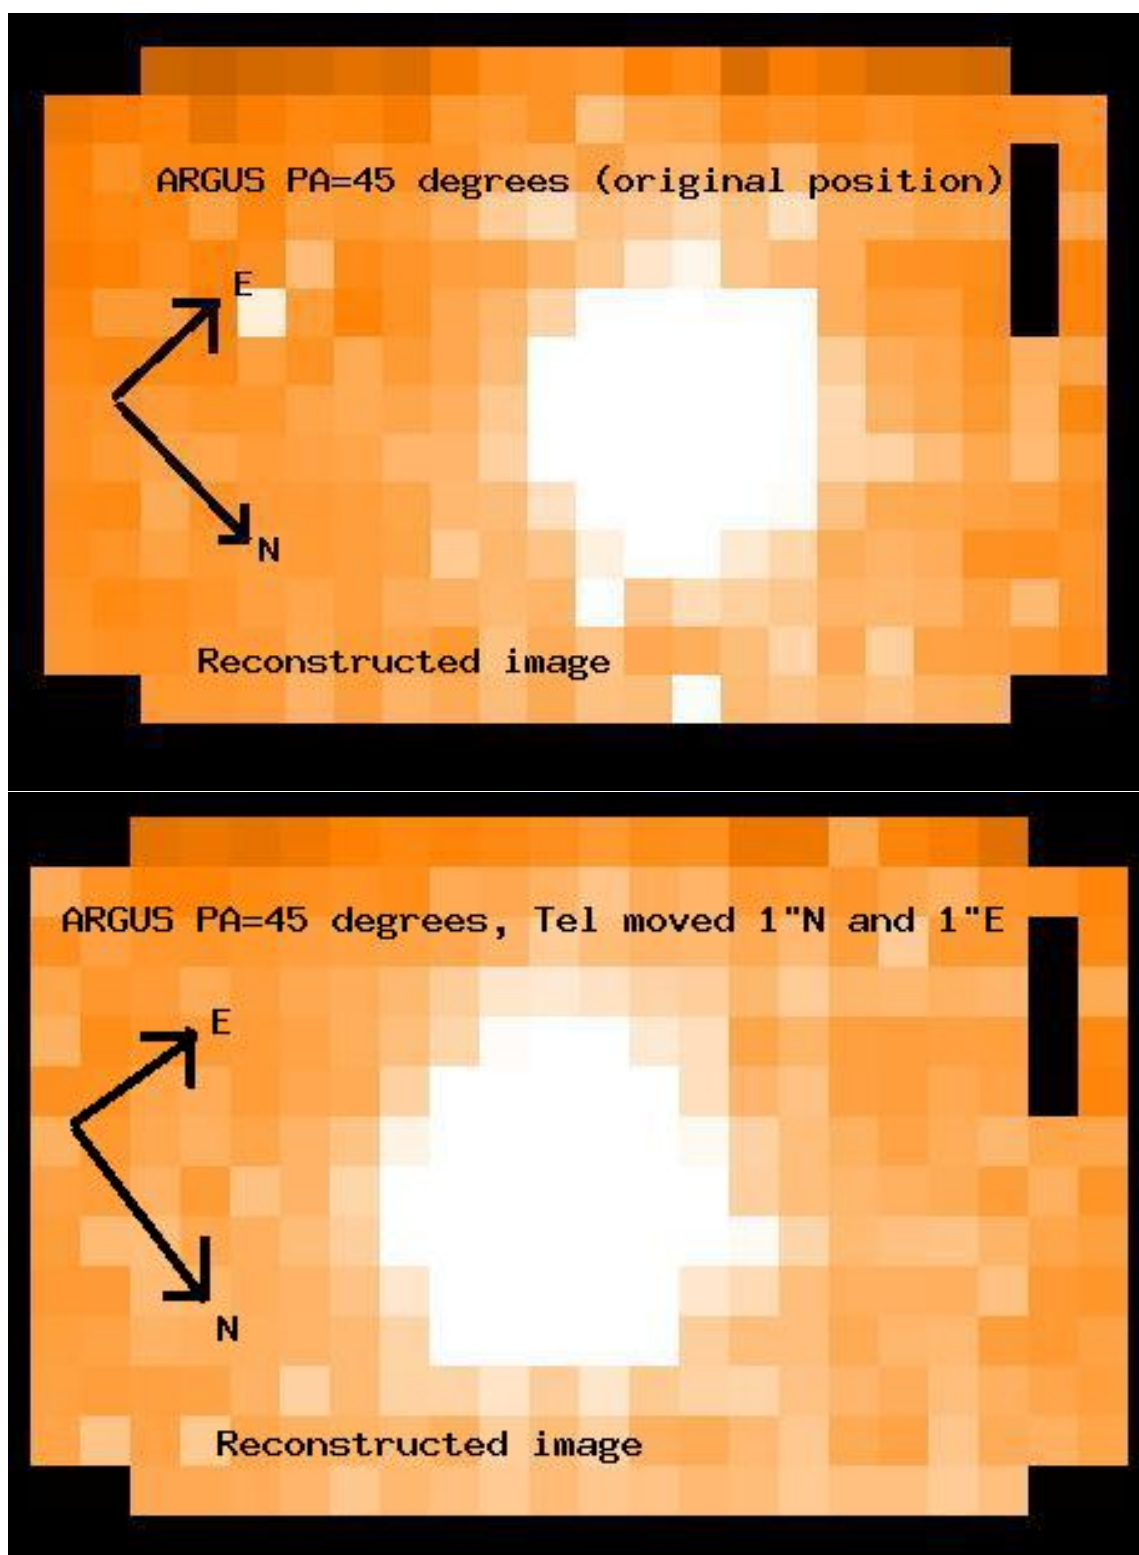 ARGUS PA=45 degrees (original position)
E
N
Reconstructed image
ARGUS PA=45 degrees, Tel moved 1"N and 1"E
E
N
Reconstructed image